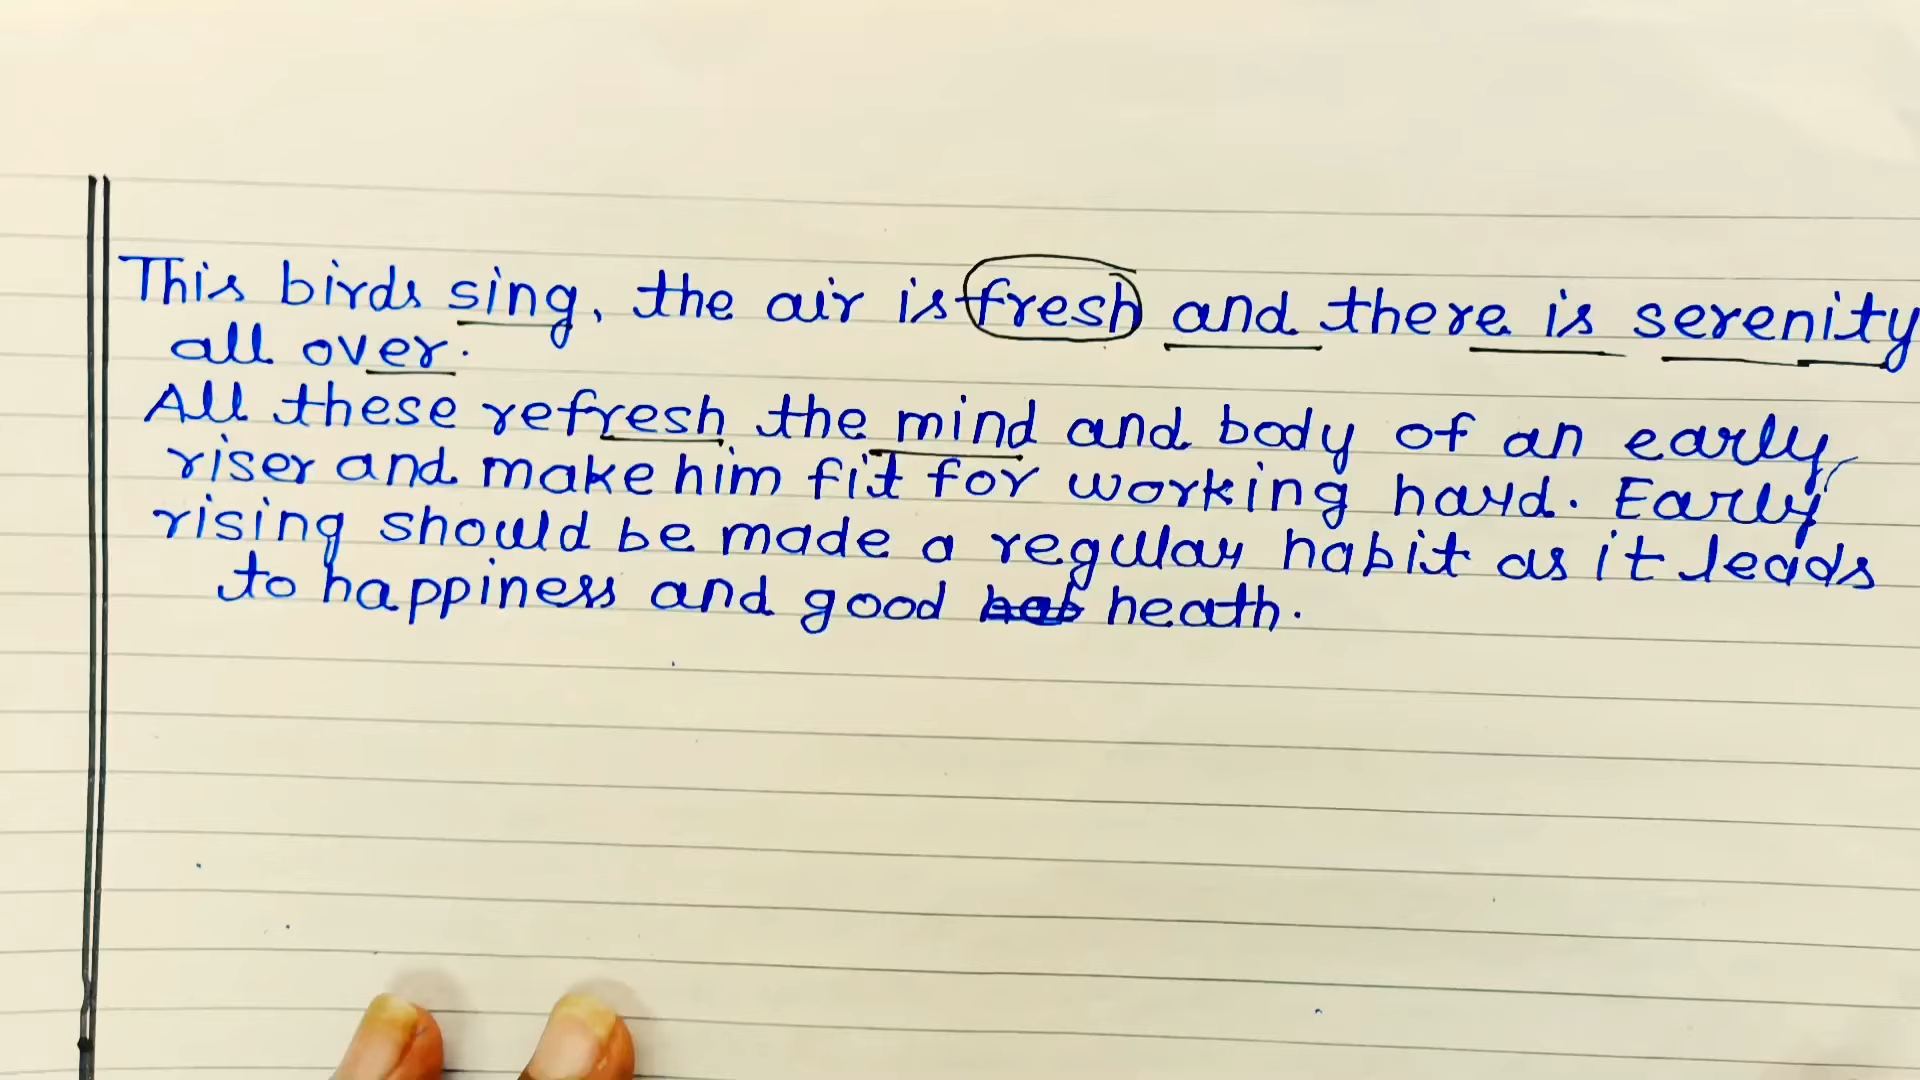 This birds sing, the air is fresh and there is serenity
all over.
All these refresh the mind and body of an early
riser and make him fit for working hard. Early
rising should be made a regular habit as it leads
to happiness and good heath.